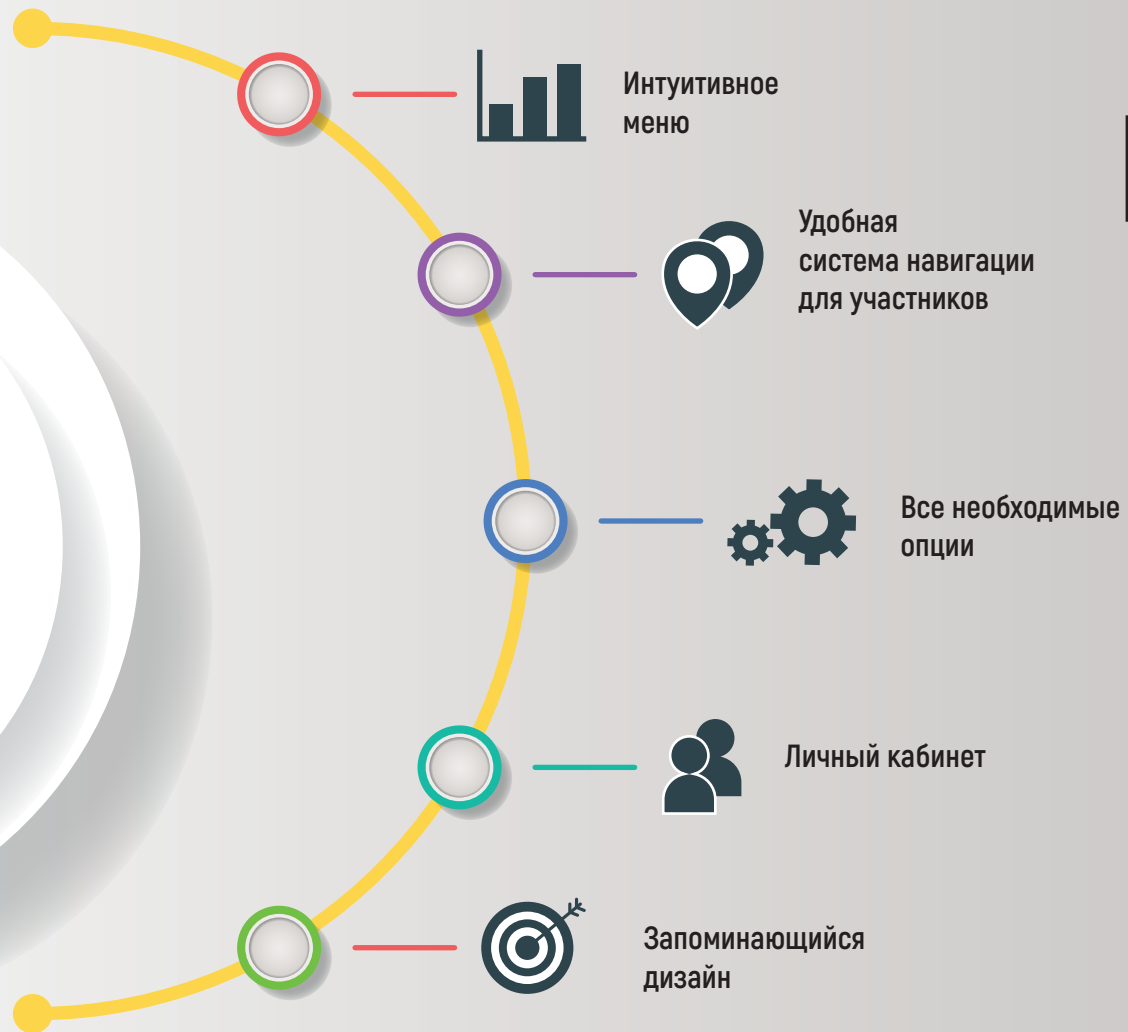 Интуитивное
меню
Удобная
система навигации
для участников
Все необходимые
опции
Личный кабинет
Запоминающийся
дизайн